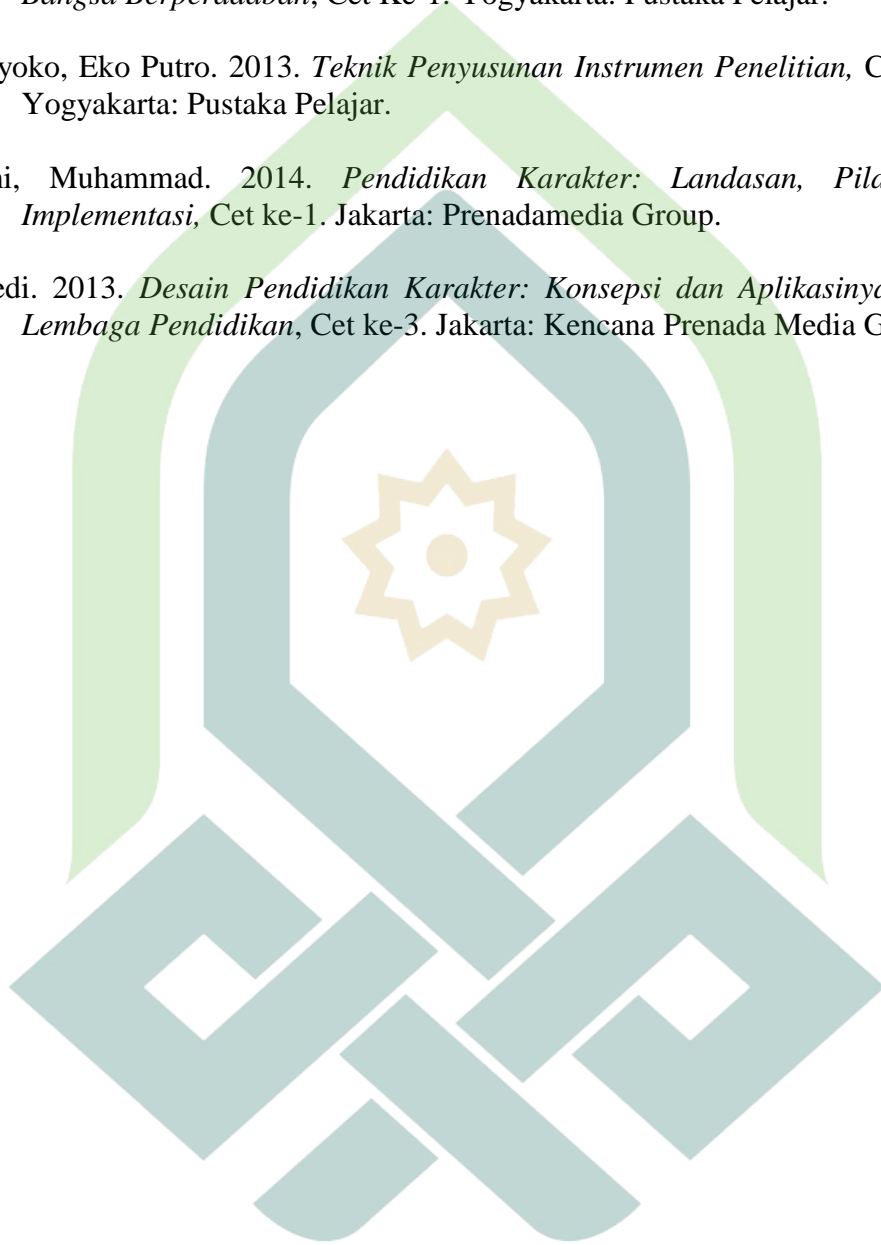 Bangsa Berperadaban, Cet Ke-1. Yogyakarta: Pustaka Pelajar.
yoko, Eko Putro. 2013. Teknik Penyusunan Instrumen Penelitian, C
Yogyakarta: Pustaka Pelajar.
ni, Muhammad. 2014. Pendidikan Karakter: Landasan, Pila
Implementasi, Cet ke-1. Jakarta: Prenadamedia Group.
edi. 2013. Desain Pendidikan Karakter: Konsepsi dan Aplikasinya
Lembaga Pendidikan, Cet ke-3. Jakarta: Kencana Prenada Media G